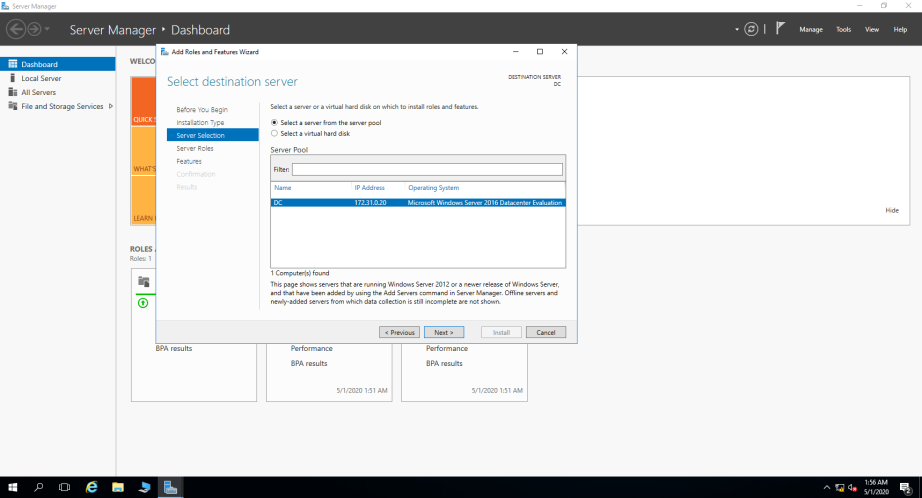 Server Manager
Server Manager • Dashboard
Manage Tools View Help
Dashboard
Local Server
All Servers
File and Storage Services
WELCO
QUICK S
WHAT'S
LEARN
Hide
ROLES
Roles: 1
BPA results
Performance
BPA results
5/1/2020 1:51 AM
Performance
BPA results
5/1/2020 1:51 AM
Add Roles and Features Wizard
Select destination server
DESTINATION SERVER
DC
Before You Begin
Installation Type
Server Selection
Server Roles
Features
Confirmation
Results
Select a server or a virtual hard disk on which to install roles and features.
Select a server from the server pool
Select a virtual hard disk
Server Pool
Filter:
Name IP Address Operating System
DC 172.31.0.20 Microsoft Windows Server 2016 Datacenter Evaluation
1 Computer(s) found
This page shows servers that are running Windows Server 2012 or a newer release of Windows Server,
and that have been added by using the Add Servers command in Server Manager. Offline servers and
newly-added servers from which data collection is still incomplete are not shown.
< Previous Next > Install Cancel
1:56 AM
5/1/2020